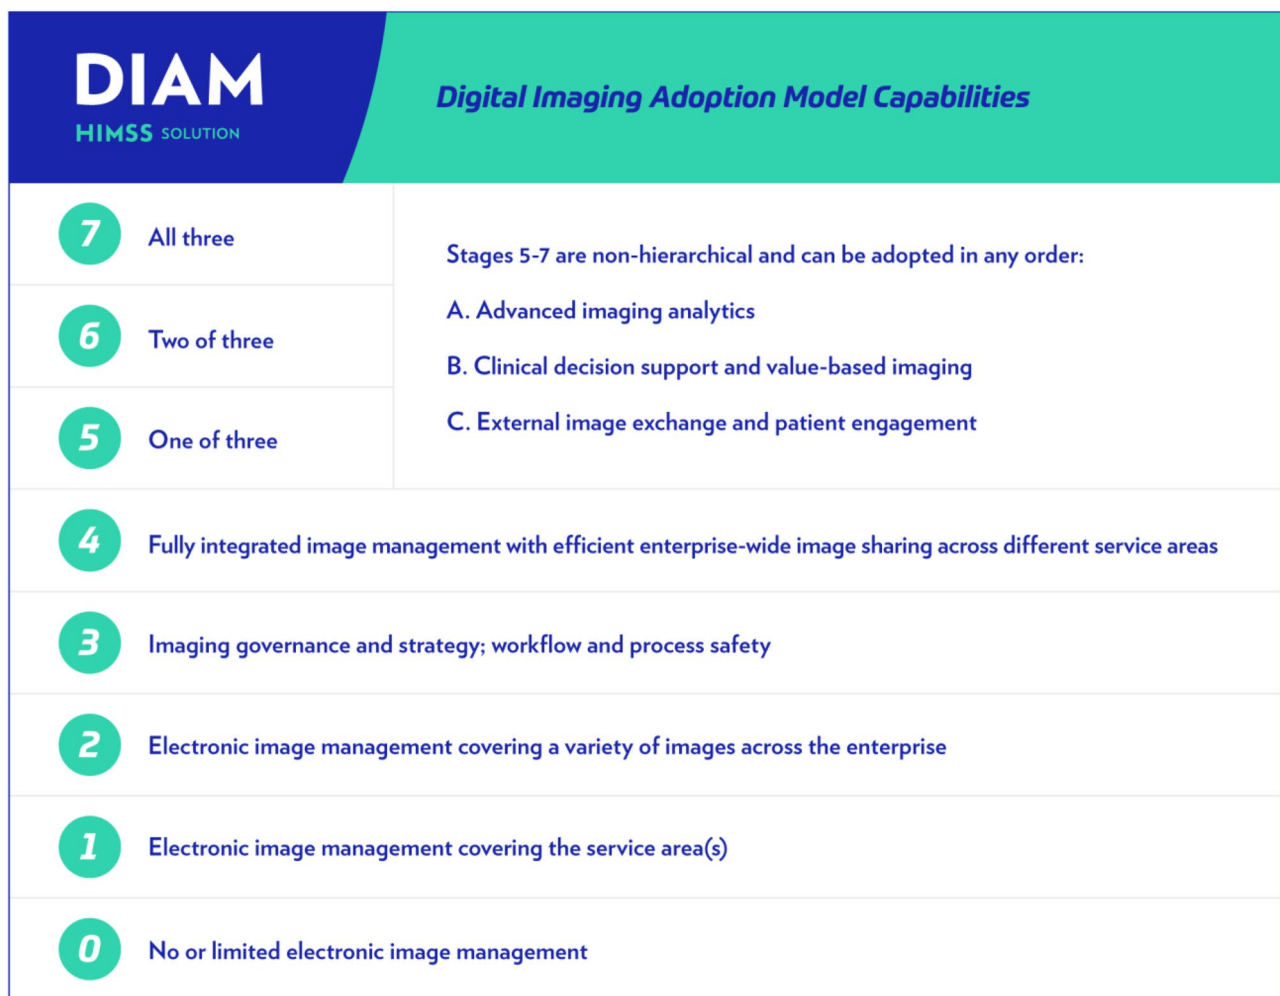 DIAM
HIMSS SOLUTION
Digital Imaging Adoption Model Capabilities
7 All three
6 Two of three
5 One of three
Stages 5-7 are non-hierarchical and can be adopted in any order:
A. Advanced imaging analytics
B. Clinical decision support and value-based imaging
C. External image exchange and patient engagement
4 Fully integrated image management with efficient enterprise-wide image sharing across different service areas
3 Imaging governance and strategy; workflow and process safety
2 Electronic image management covering a variety of images across the enterprise
1 Electronic image management covering the service area(s)
0 No or limited electronic image management